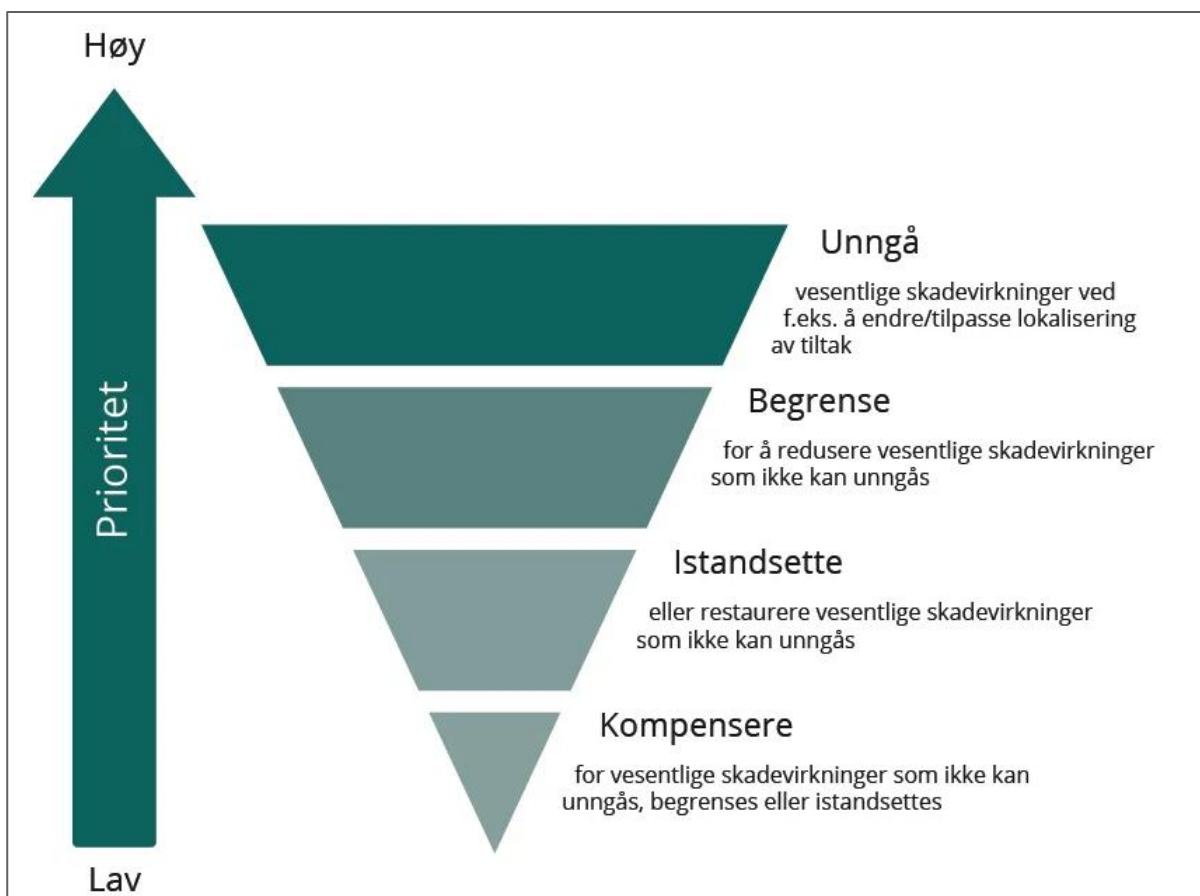 Høy
Prioritet
Unngå
vesentlige skadevirkninger ved
f.eks. å endre/tilpasse lokalisering
av tiltak
Begrense
for å redusere vesentlige skadevirkninger
som ikke kan unngås
Istandsette
eller restaurere vesentlige skadevirkninger
som ikke kan unngås
Kompensere
for vesentlige skadevirkninger som ikke kan
unngås, begrenses eller istandsettes
Lav